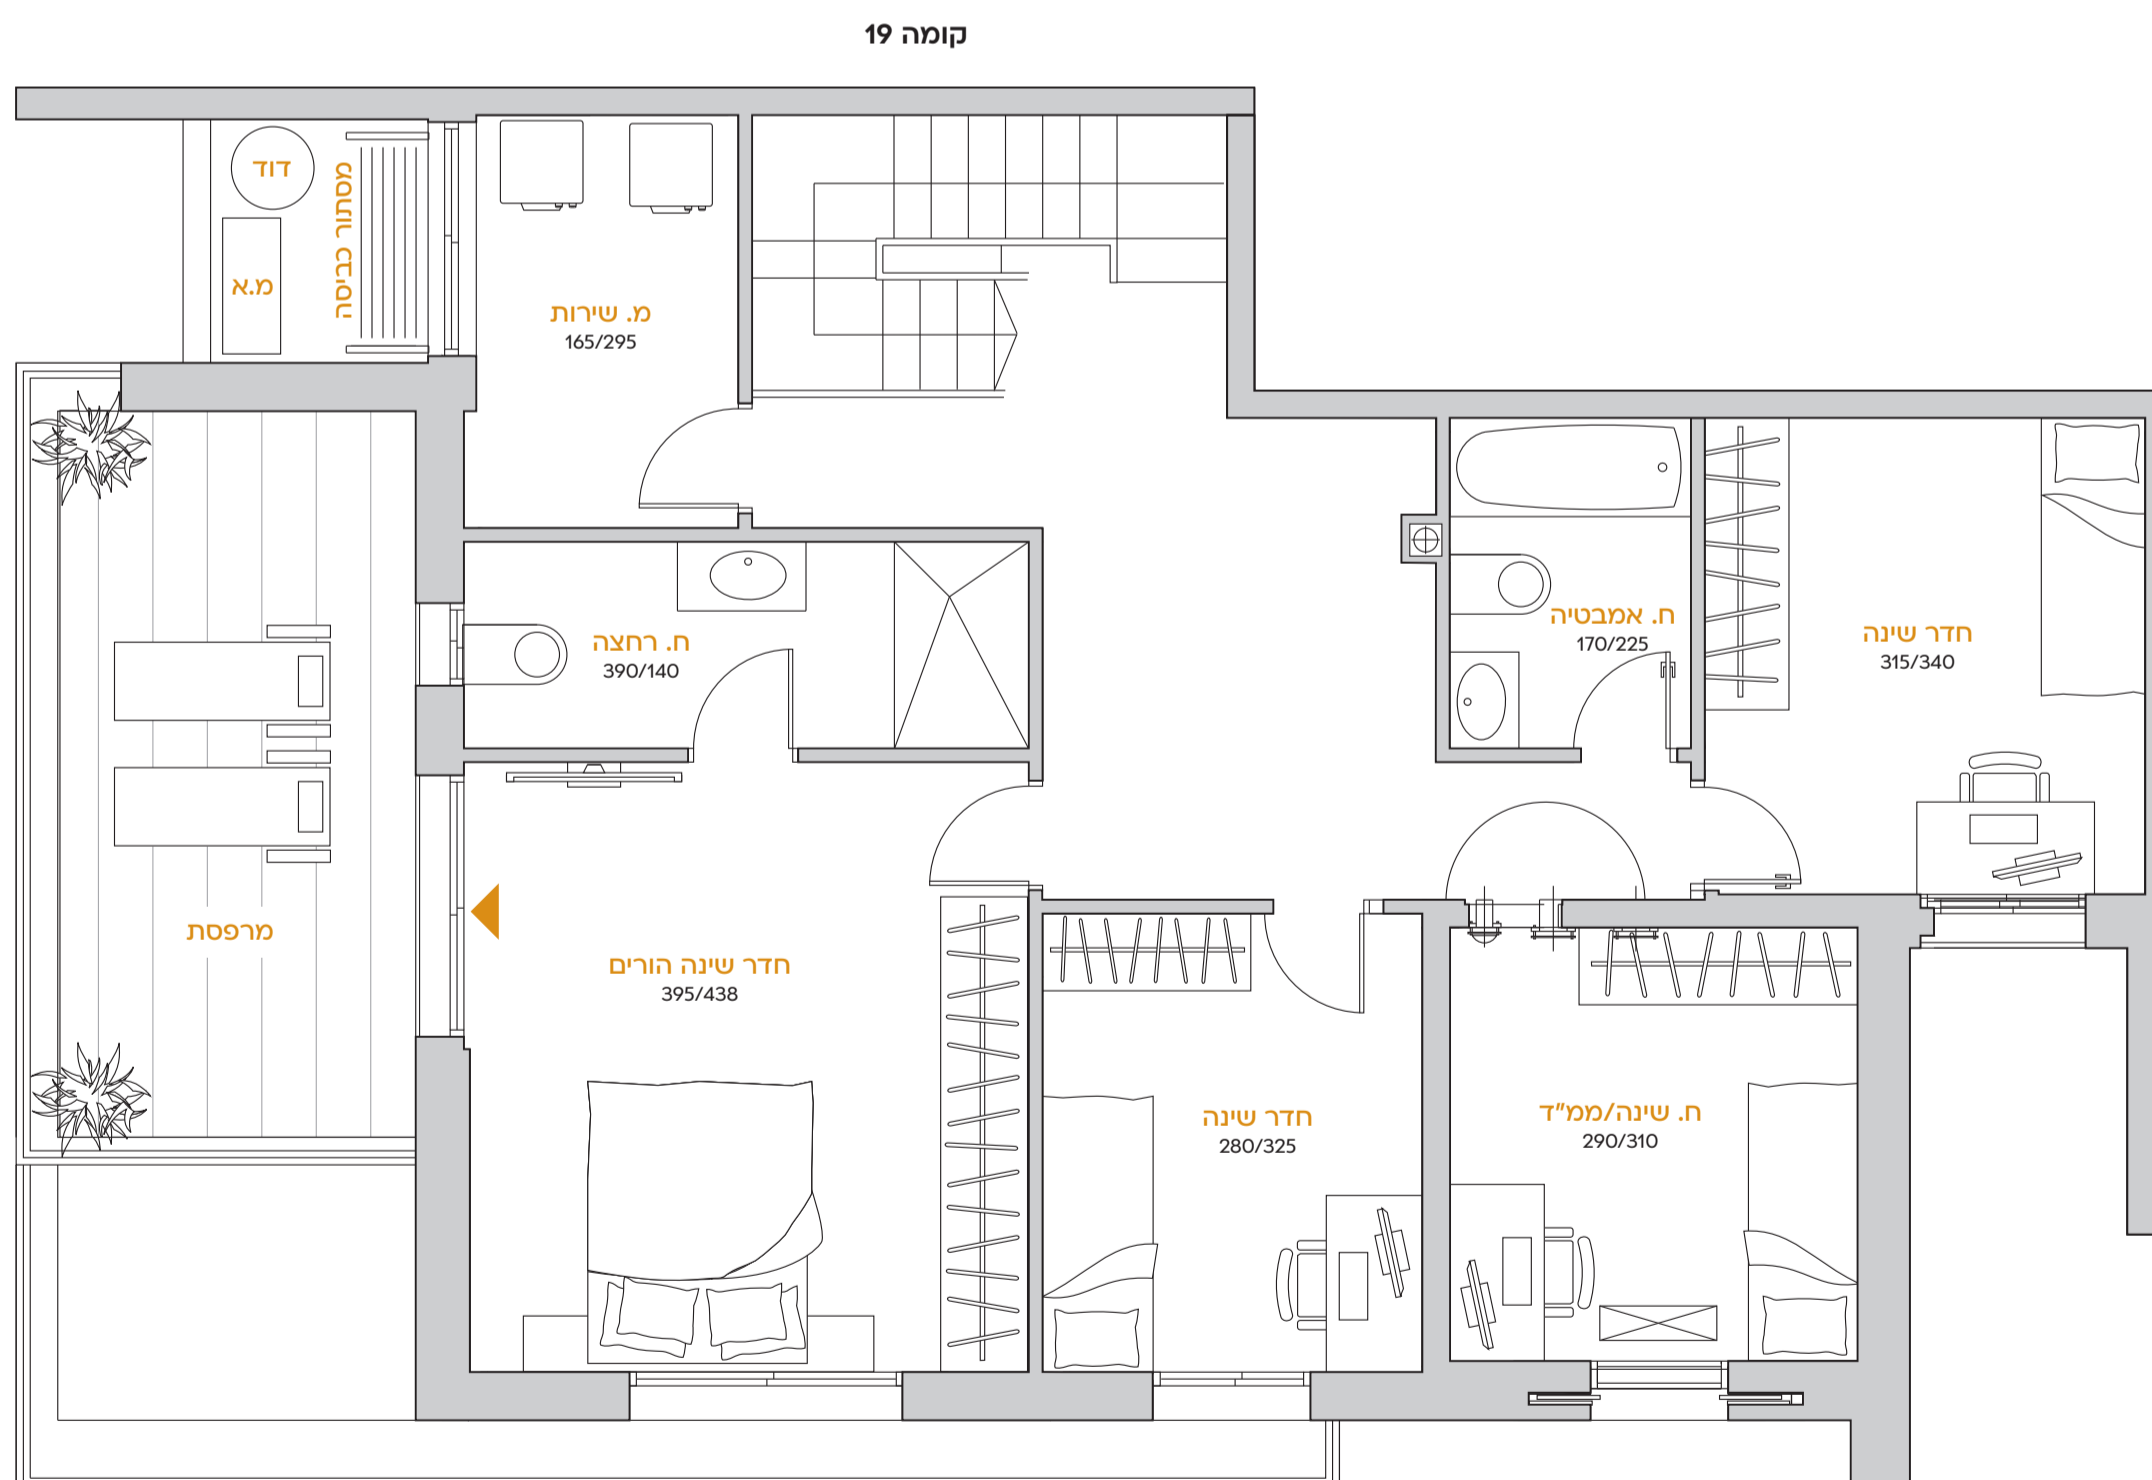 קומה 19
דוד
מ.א
מסתור כביסה
מ. שירות
165/295
ח. רחצה
390/140
ח. אמבטיה
170/225
חדר שינה
315/340
מרפסת
חדר שינה הורים
395/438
חדר שינה
280/325
ח. שינה/ממ"ד
290/310